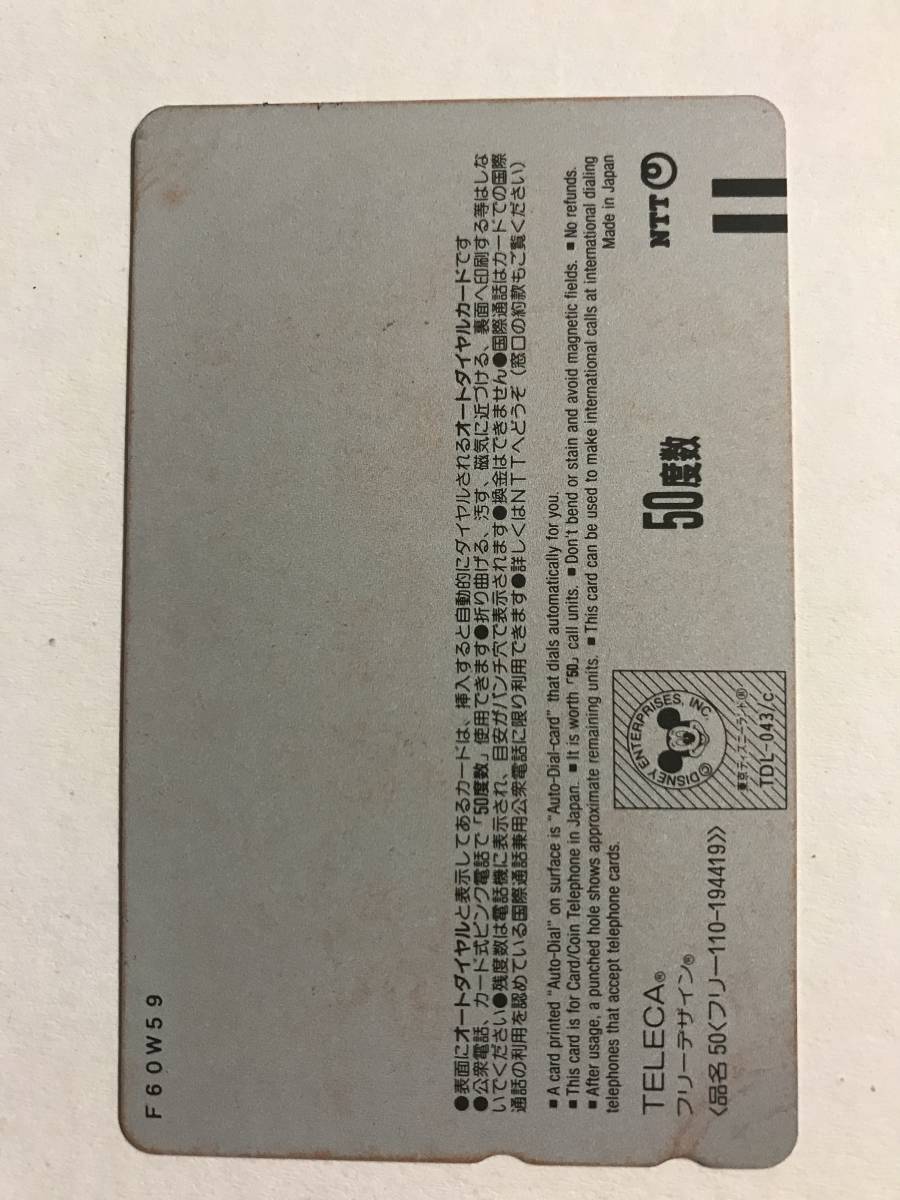 F60W59
●表面にオートダイヤルと表示してあるカードは、挿入すると自動的にダイヤルされるオートダイヤルカードです
●公衆電話、カード式ピンク電話で「50度数」使用できます●折り曲げる、汚す、磁気に近づける、裏面へ印刷する等はしな
いでください●残度数は電話機に表示され、目安がパンチ穴で表示されます●換金はできません●国際通話はカードでの国際
通話の利用を認めている国際通話兼用公衆電話に限り利用できます●詳しくはNTTへどうぞ(窓口の約款もご覧ください)
■ A card printed "Auto-Dial" on surface is "Auto-Dial-card" that dials automatically for you.
■ This card is for Card/Coin Telephone in Japan. ■ It is worth「50」call units. ■ Don't bend or stain and avoid magnetic fields. ■ No refunds.
■ After usage, a punched hole shows approximate remaining units. ■ This card can be used to make international calls at international dialing
telephones that accept telephone cards.
Made in Japan
TELECA®
フリーデザイン®
〈品名 50〈フリー110-194419〉〉
©DISNEY ENTERPRISES, INC.
東京ディズニーランド®
TDL-043/C
50度数
NTT